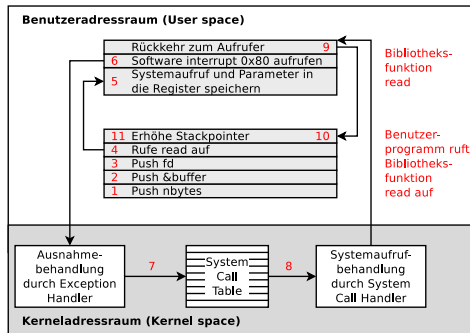 Benutzeradressraum (User space)
Rückkehr zum Aufrufer 9
6 Software interrupt 0x80 aufrufen
5 Systemaufruf und Parameter in
die Register speichern
Bibliotheks-
funktion
read
11 Erhöhe Stackpointer 10
4 Rufe read auf
3 Push fd
2 Push &buffer
1 Push nbytes
Benutzer-
programm ruft
Bibliotheks-
funktion
read auf
Ausnahme-
behandlung
durch Exception
Handler
7
System
Call
Table
8
Systemaufruf-
behandlung
durch System
Call Handler
Kerneladressraum (Kernel space)